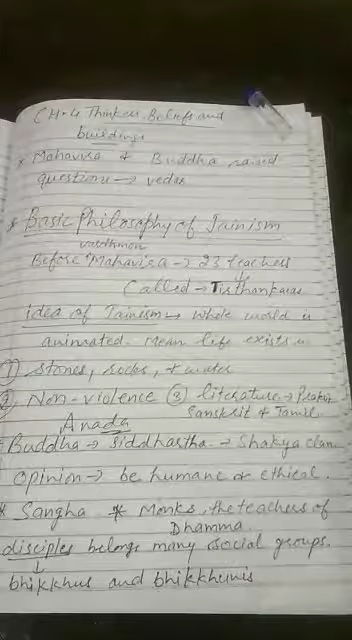 CH-4 Thinkers, Beliefs and
buildings
* Mahavira & Buddha raised
question → vedas
* Basic Philosophy of Jainism
vardhman
Before Mahavira → 23 teachers
↓
Called → Tirthankaras
idea of Jainism → whole world is
animated. Mean life exists in
① stones, rocks, & water
② Non-violence ③ literature → Prakrit
Sanskrit & Tamil
Anada
Buddha → Siddhartha → Shakya clan
opinion → be humane & ethical.
* Sangha * Monks, the teachers of
Dhamma.
disciples belongs many social groups.
↓
bhikkhus and bhikkhunis